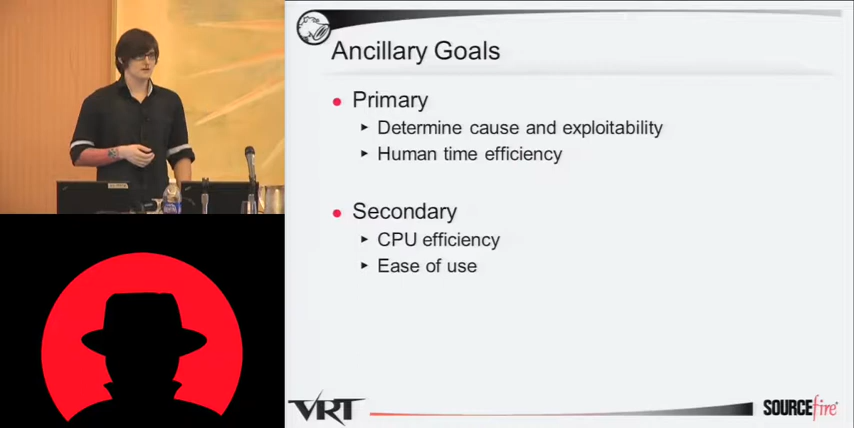 Ancillary Goals
Primary
Determine cause and exploitability
Human time efficiency
Secondary
CPU efficiency
Ease of use
VRT
SOURCEfire